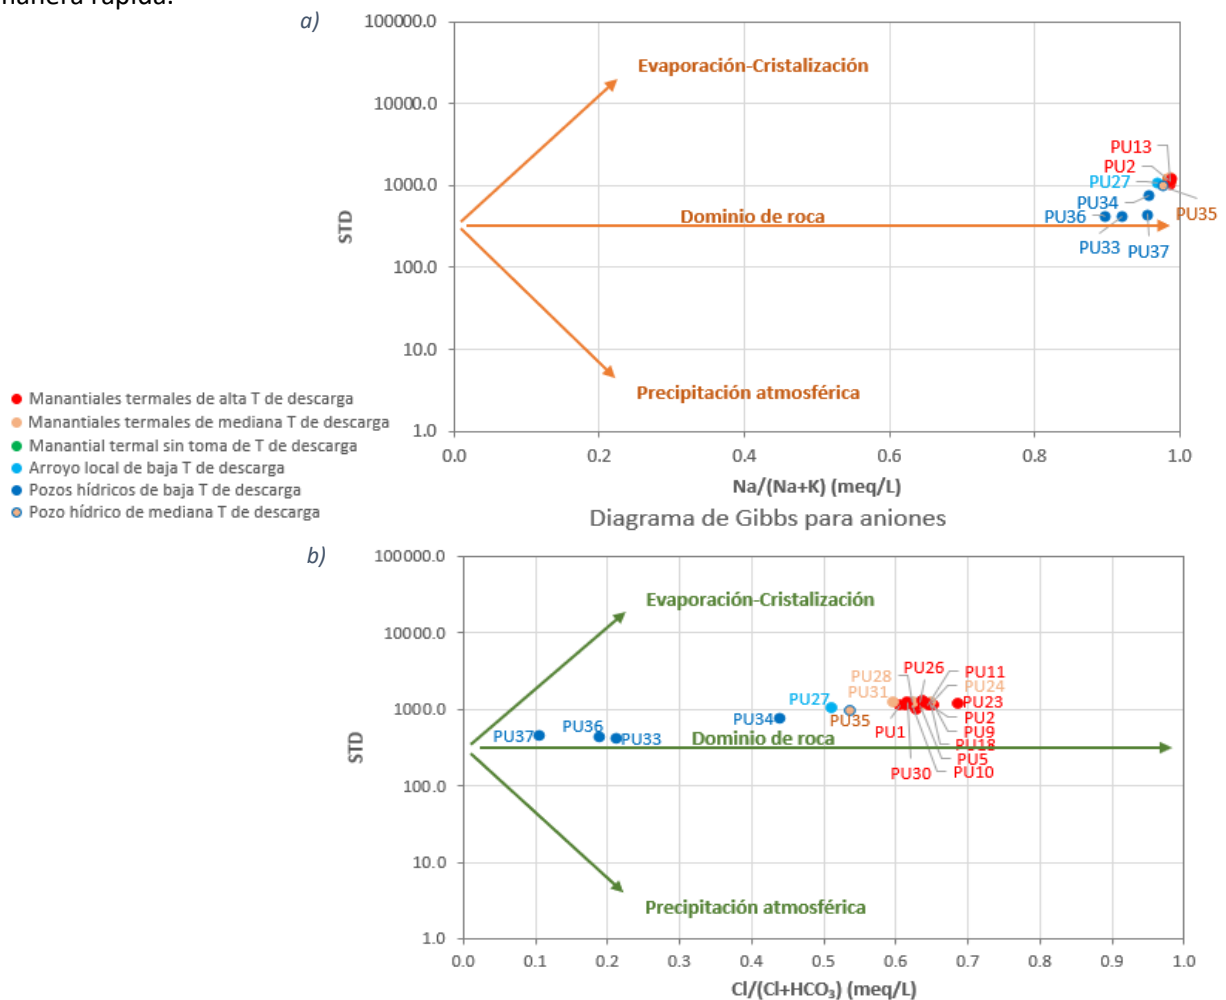 manera rápida.
a)
100000.0
10000.0
1000.0
100.0
10.0
1.0
STD
Evaporación-Cristalización
Dominio de roca
Precipitación atmosférica
PU13
PU2
PU27
PU34
PU36
PU35
PU33
PU37
0.0 0.2 0.4 0.6 0.8 1.0
Na/(Na+K) (meq/L)
Manantiales termales de alta T de descarga
Manantiales termales de mediana T de descarga
Manantial termal sin toma de T de descarga
Arroyo local de baja T de descarga
Pozos hídricos de baja T de descarga
Pozo hídrico de mediana T de descarga
Diagrama de Gibbs para aniones
b)
100000.0
10000.0
1000.0
100.0
10.0
1.0
STD
Evaporación-Cristalización
Dominio de roca
Precipitación atmosférica
PU26
PU11
PU28
PU24
PU31
PU27
PU23
PU34
PU35
PU2
PU36
PU1
PU9
PU37
PU33
PU18
PU5
PU30
PU10
0.0 0.1 0.2 0.3 0.4 0.5 0.6 0.7 0.8 0.9 1.0
Cl/(Cl+HCO₃) (meq/L)